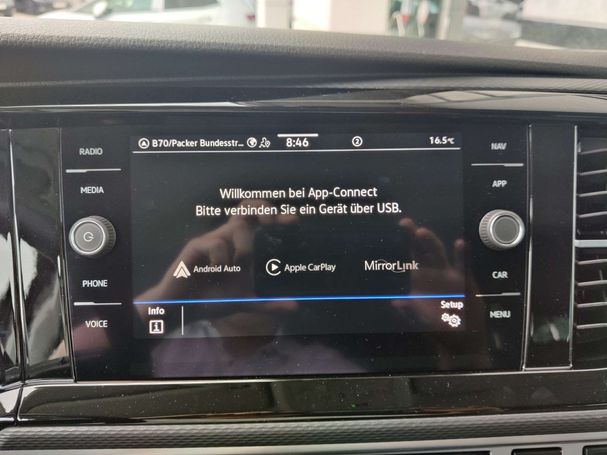 RADIO
MEDIA
PHONE
VOICE
B70/Packer Bundesstr...
8:46
2
16.5°C
Willkommen bei App-Connect
Bitte verbinden Sie ein Gerät über USB.
Android Auto
Apple CarPlay
MirrorLink
Info
i
Setup
NAV
APP
CAR
MENU